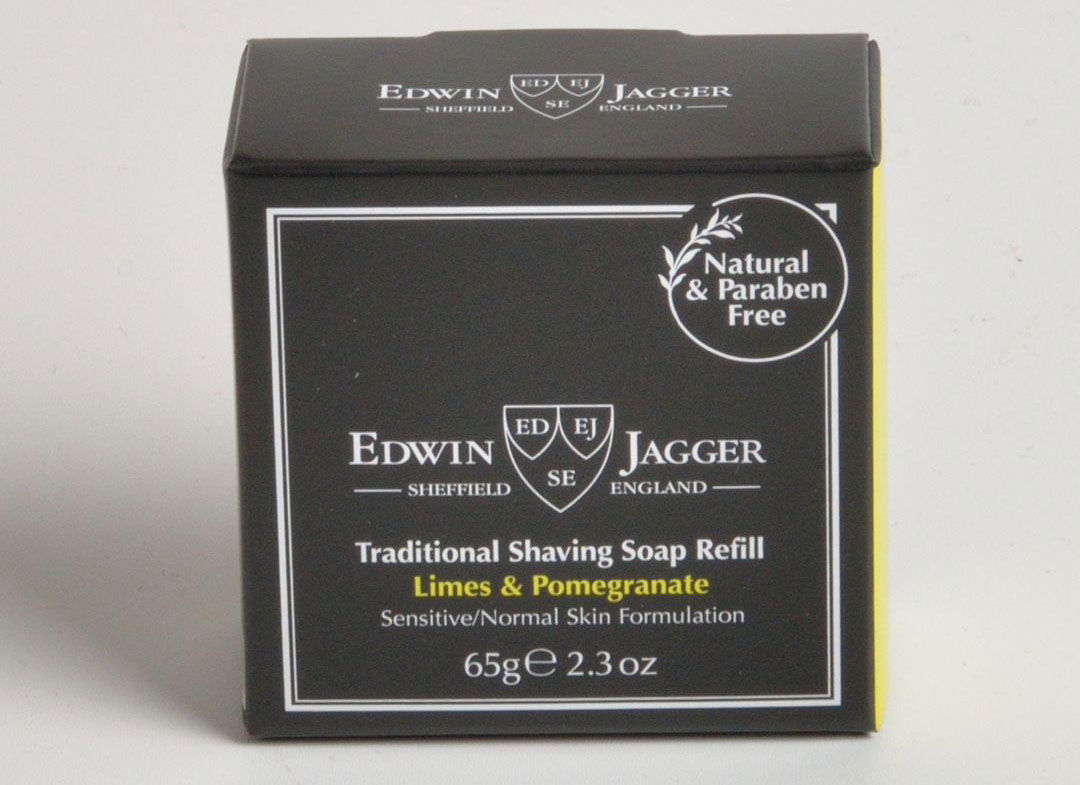 EDWIN ED EJ JAGGER
SHEFFIELD SE ENGLAND
Natural
& Paraben
Free
EDWIN ED EJ JAGGER
SHEFFIELD SE ENGLAND
Traditional Shaving Soap Refill
Limes & Pomegranate
Sensitive/Normal Skin Formulation
65g℮ 2.3 oz